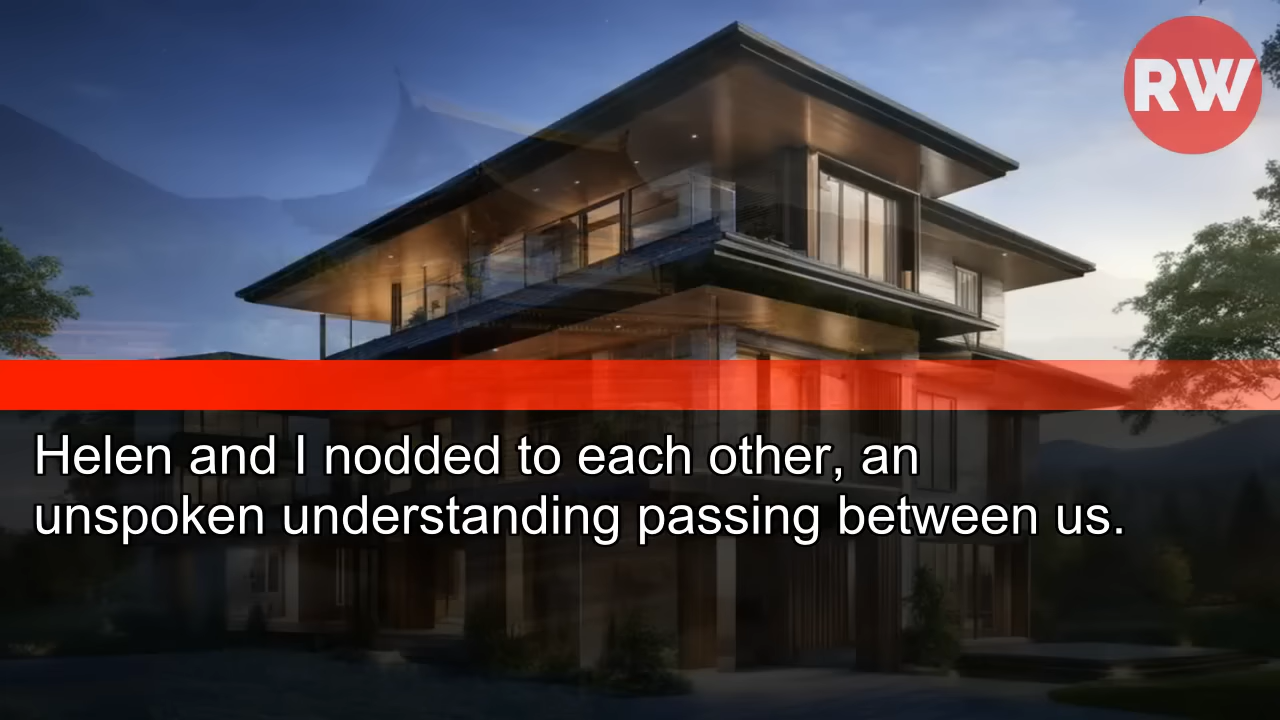 RW
Helen and I nodded to each other, an
unspoken understanding passing between us.